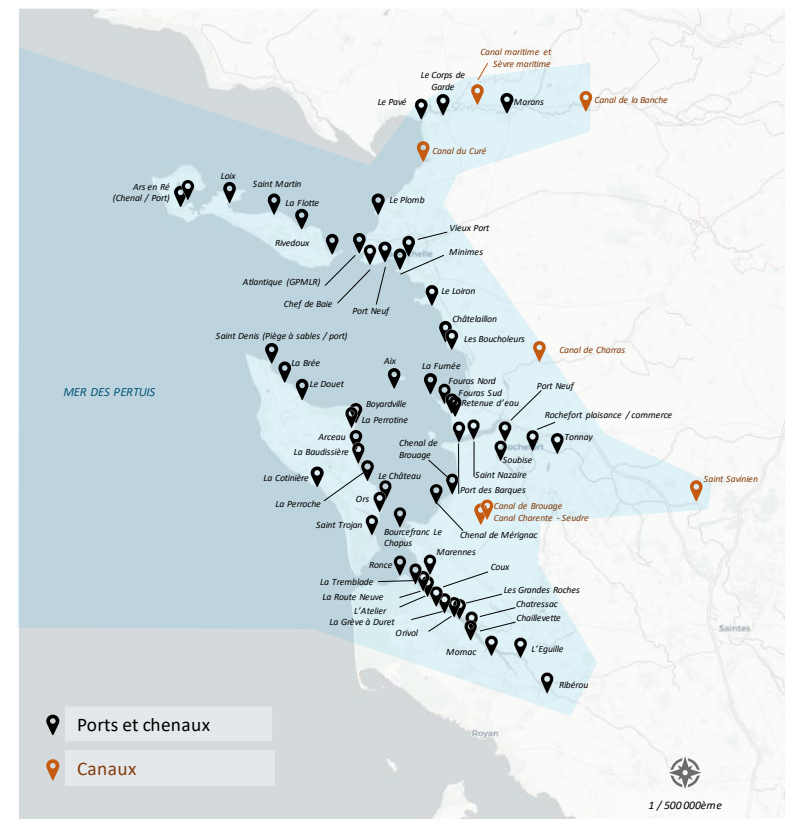 Canal maritime et
Sèvre maritime
Le Corps de
Garde
Le Pavé
Marans
Canal de la Banche
Canal du Curé
Ars en Ré
(Chenal / Port)
Loix
Saint Martin
La Flotte
Le Plomb
Rivedoux
Vieux Port
Minimes
Atlantique (GPMLR)
Chef de Baie
Port Neuf
Le Loiron
Châtelaillon
Les Boucholeurs
Saint Denis (Piège à sables / port)
Canal de Charras
La Brée
Aix
La Fumée
Le Douet
Fouras Nord
Fouras Sud
Retenue d'eau
Port Neuf
MER DES PERTUIS
Boyardville
La Perrotine
Rochefort plaisance / commerce
Arceau
Chenal de
Brouage
Tonnay
La Baudissière
Soubise
Saint Nazaire
La Cotinière
Le Château
Port des Barques
Saint Savinien
La Perroche
Ors
Canal de Brouage
Canal Charente - Seudre
Saint Trojan
Bourcefranc Le
Chapus
Chenal de Mérignac
Marennes
Ronce
Coux
La Tremblade
Les Grandes Roches
La Route Neuve
Chatressac
L'Atelier
Chaillevette
La Grève à Duret
Orivol
Saintes
Mornac
L'Eguille
Ribérou
Ports et chenaux
Royan
Canaux
1 / 500 000ème